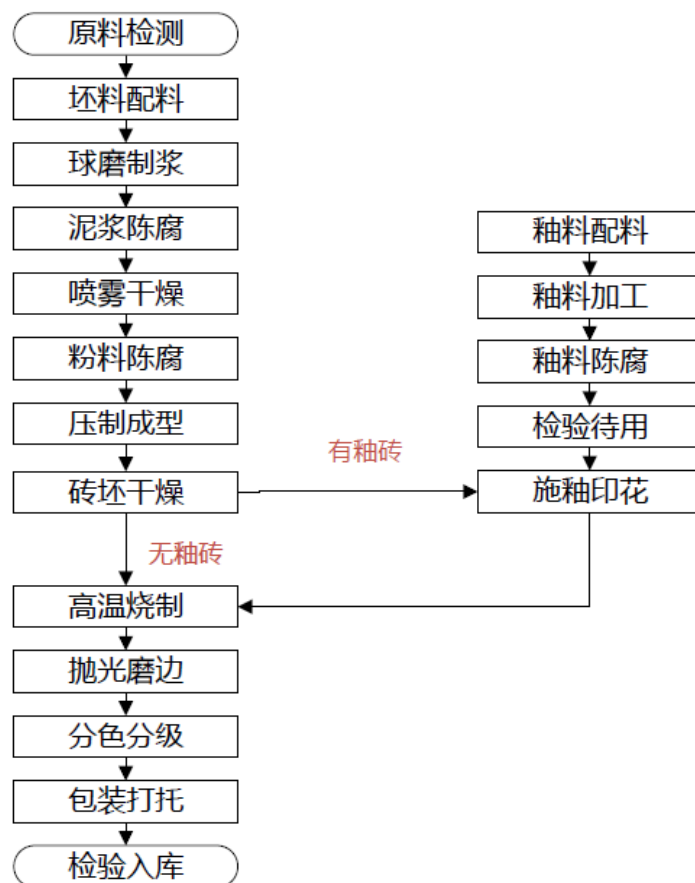 原料检测
坯料配料
球磨制浆
泥浆陈腐
喷雾干燥
粉料陈腐
压制成型
砖坯干燥
有釉砖
无釉砖
釉料配料
釉料加工
釉料陈腐
检验待用
施釉印花
高温烧制
抛光磨边
分色分级
包装打托
检验入库